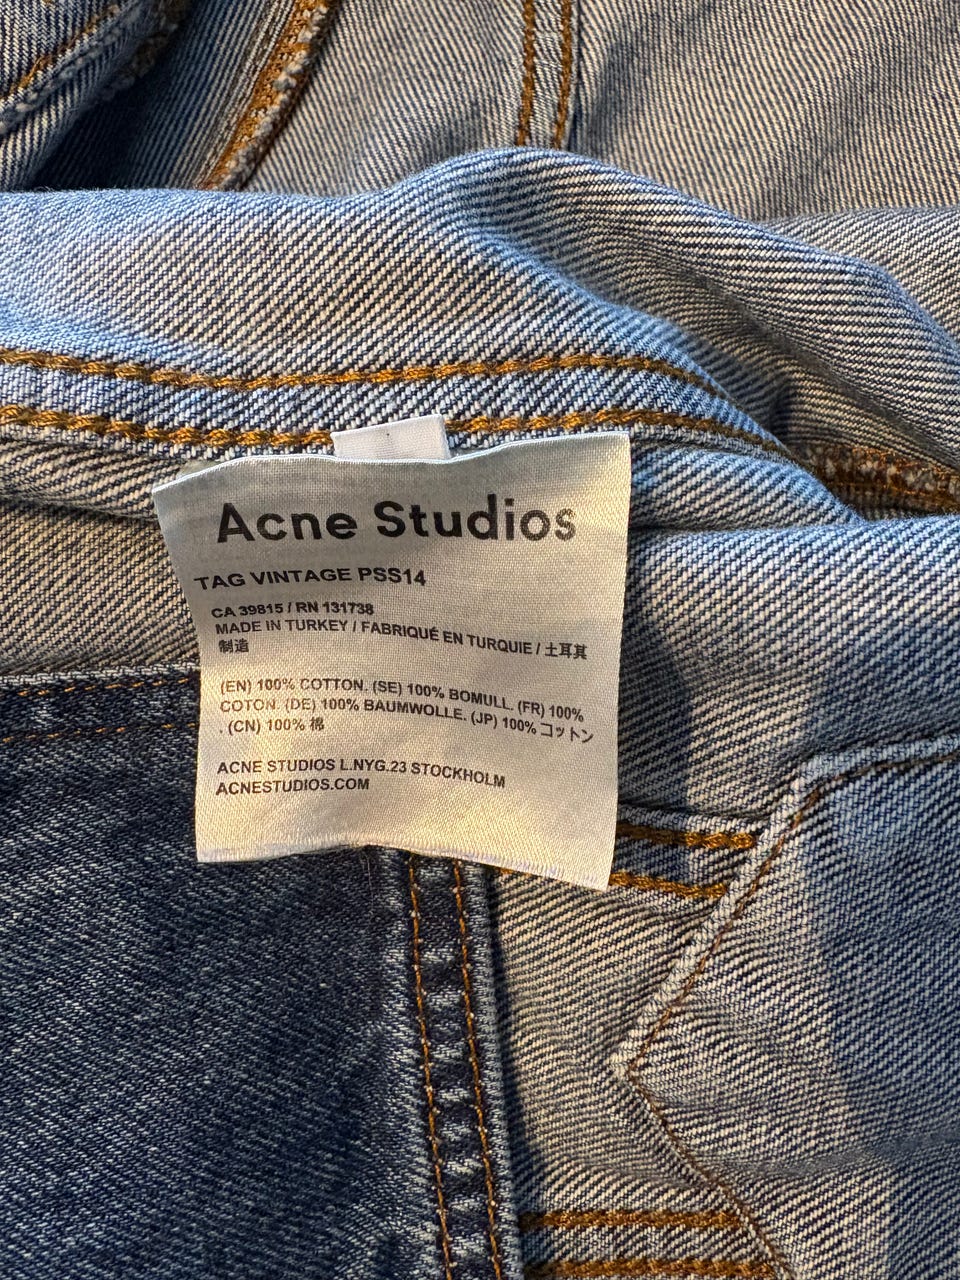 Acne Studios
TAG VINTAGE PSS14
CA 39815 / RN 131738
MADE IN TURKEY / FABRIQUÉ EN TURQUIE / 土耳其
制造
(EN) 100% COTTON. (SE) 100% BOMULL. (FR) 100%
COTON. (DE) 100% BAUMWOLLE. (JP) 100% コットン
. (CN) 100% 棉
ACNE STUDIOS L.NYG.23 STOCKHOLM
ACNESTUDIOS.COM